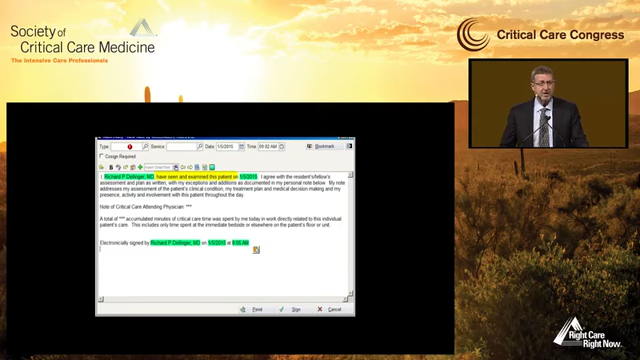 Society of
Critical Care Medicine
The Intensive Care Professionals
Critical Care Congress
Type
Service
Date 1/5/2015
Time 09:02 AM
Bookmark
Cosign Required
I, Richard P Dellinger, MD, have seen and examined this patient on 1/5/2015. I agree with the resident's/fellow's
assessment and plan as written, with my exceptions and additions as documented in my personal note below. My note
addresses my assessment of the patient's clinical condition, my treatment plan and medical decision making and my
presence, activity and involvement with this patient throughout the day.
Note of Critical Care Attending Physician: ***
A total of *** accumulated minutes of critical care time was spent by me today in work directly related to this individual
patient's care. This includes only time spent at the immediate bedside or elsewhere on the patient's floor or unit.
Electronically signed by Richard P Dellinger, MD on 1/5/2015 at 9:05 AM
Pend
Sign
Cancel
Right Care
Right Now